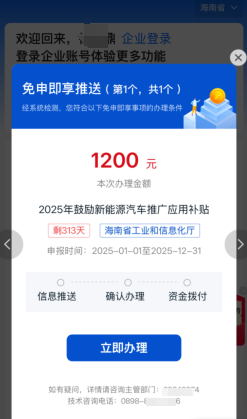 海南省
欢迎回来，企业登录
登录企业账号体验更多功能
免申即享推送（第1个，共1个）
经系统检测，您符合以下免申即享事项的办理条件
1200 元
本次办理金额
2025年鼓励新能源汽车推广应用补贴
剩313天 海南省工业和信息化厅
申报时间：2025-01-01至2025-12-31
信息推送 确认办理 资金拨付
立即办理
如有疑问，详情请咨询主管部门：
技术咨询电话：0898-